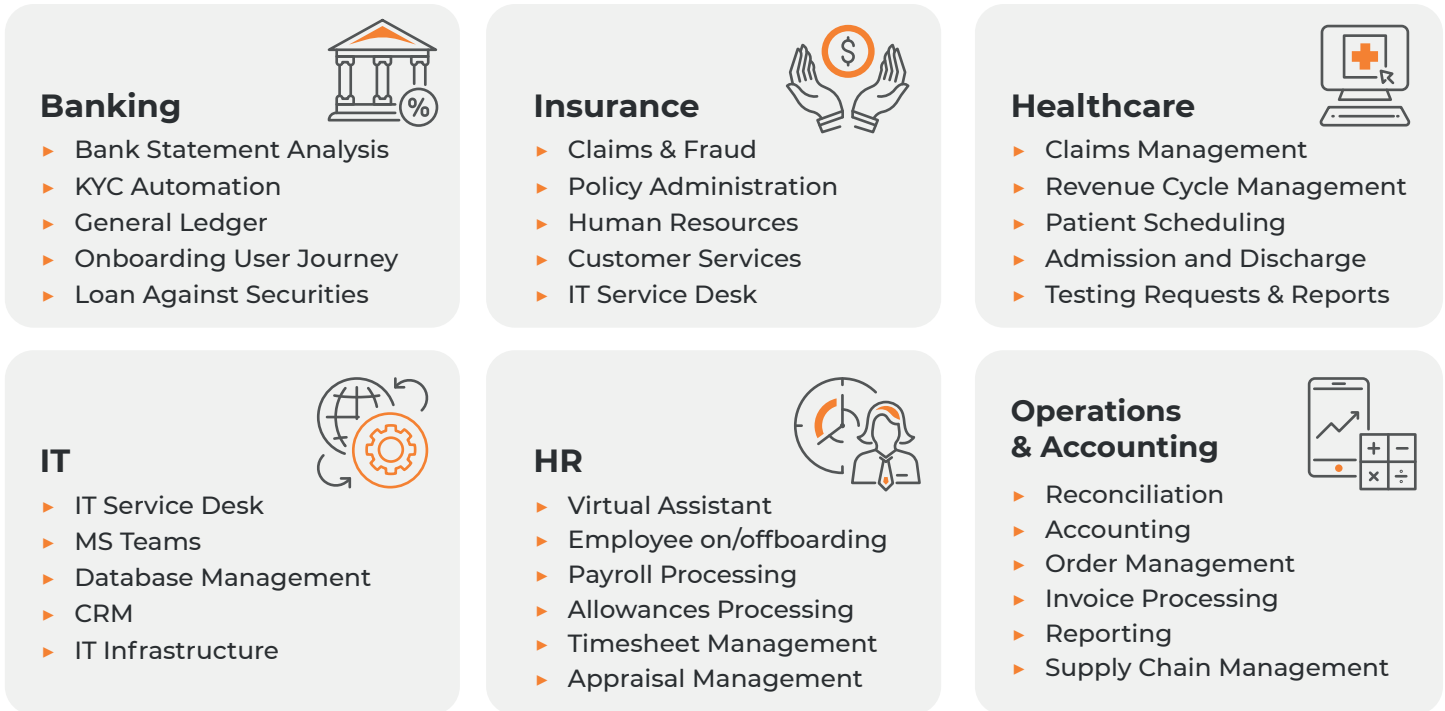 Banking
Bank Statement Analysis
KYC Automation
General Ledger
Onboarding User Journey
Loan Against Securities
Insurance
Claims & Fraud
Policy Administration
Human Resources
Customer Services
IT Service Desk
Healthcare
Claims Management
Revenue Cycle Management
Patient Scheduling
Admission and Discharge
Testing Requests & Reports
IT
IT Service Desk
MS Teams
Database Management
CRM
IT Infrastructure
HR
Virtual Assistant
Employee on/offboarding
Payroll Processing
Allowances Processing
Timesheet Management
Appraisal Management
Operations
& Accounting
Reconciliation
Accounting
Order Management
Invoice Processing
Reporting
Supply Chain Management